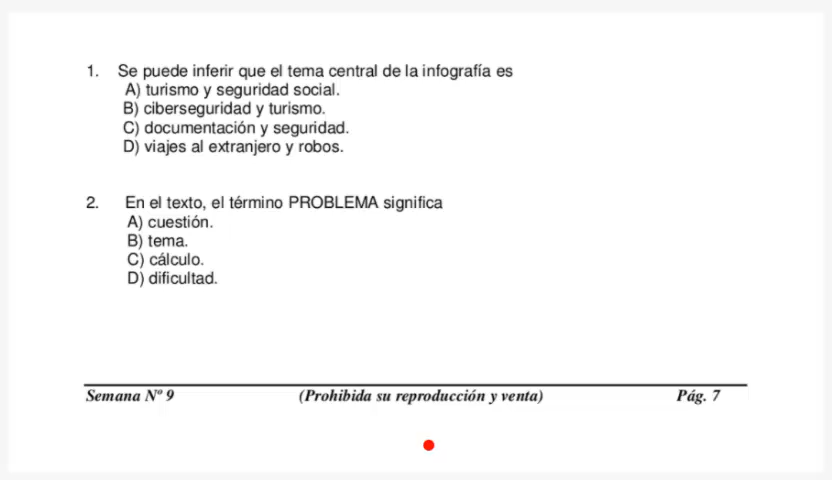 1. Se puede inferir que el tema central de la infografía es
A) turismo y seguridad social.
B) ciberseguridad y turismo.
C) documentación y seguridad.
D) viajes al extranjero y robos.
2. En el texto, el término PROBLEMA significa
A) cuestión.
B) tema.
C) cálculo.
D) dificultad.
Semana Nº 9 (Prohibida su reproducción y venta) Pág. 7